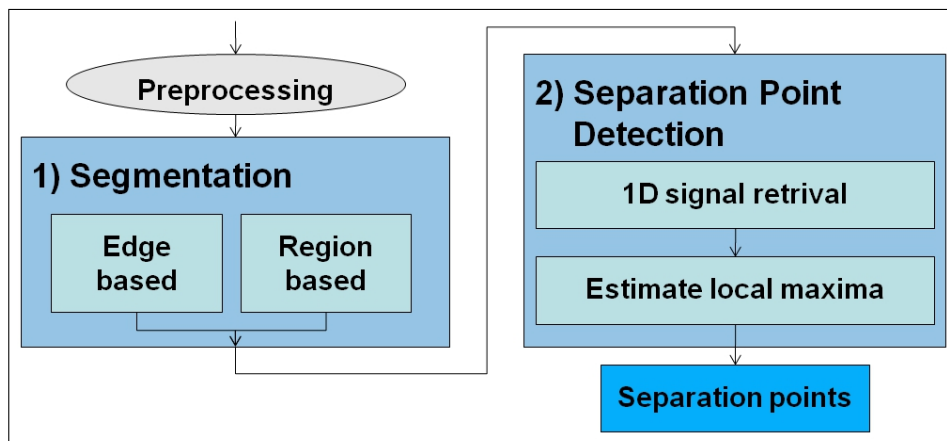 Preprocessing
1) Segmentation
Edge
based
Region
based
2) Separation Point
Detection
1D signal retrival
Estimate local maxima
Separation points